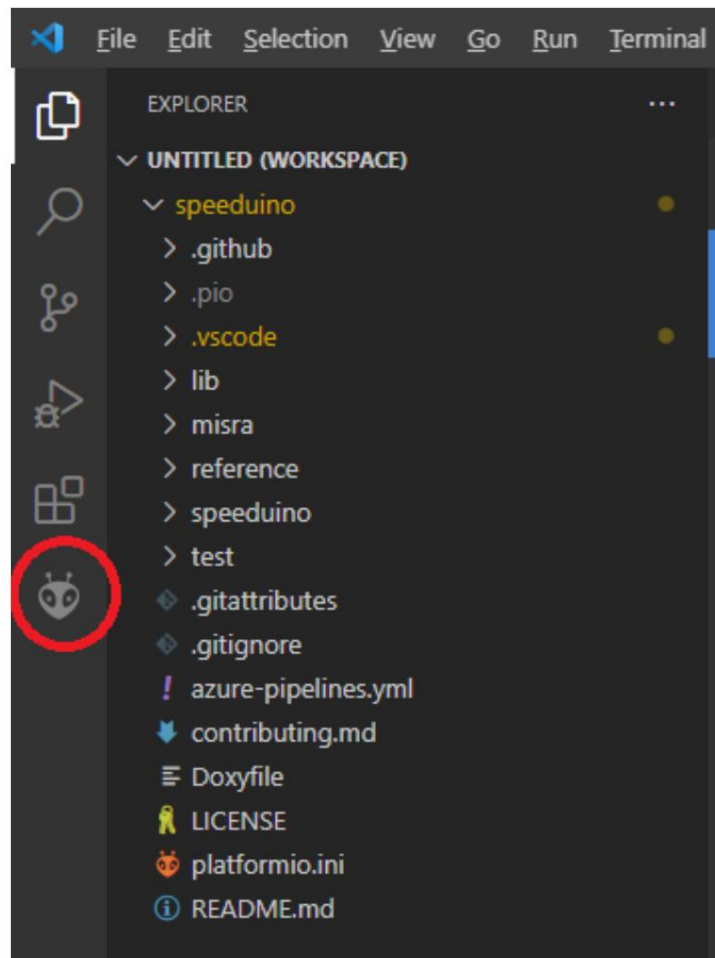 File Edit Selection View Go Run Terminal
EXPLORER
UNTITLED (WORKSPACE)
speeduino
.github
.pio
.vscode
lib
misra
reference
speeduino
test
.gitattributes
.gitignore
azure-pipelines.yml
contributing.md
Doxyfile
LICENSE
platformio.ini
README.md